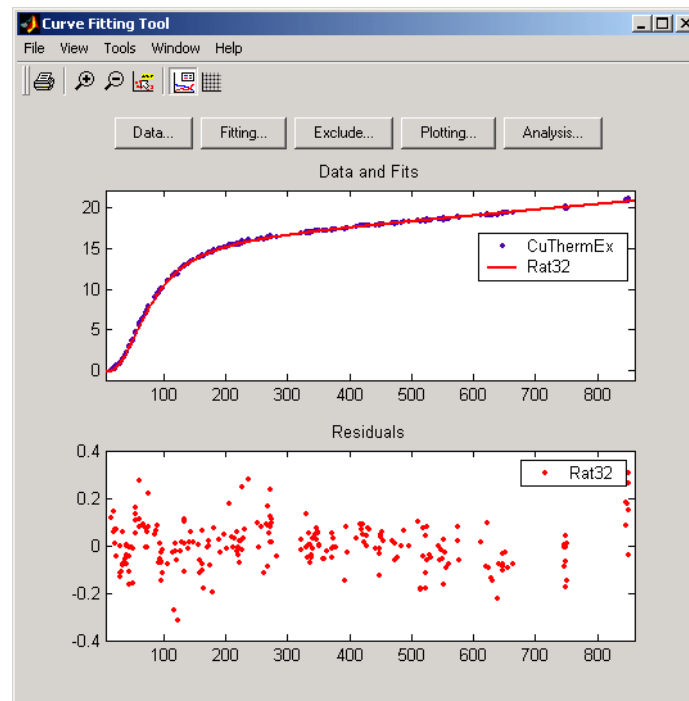 Curve Fitting Tool
File View Tools Window Help
Data... Fitting... Exclude... Plotting... Analysis...
Data and Fits
20
15
10
5
0
CuThermEx
Rat32
100 200 300 400 500 600 700 800
Residuals
0.4
0.2
0
-0.2
-0.4
Rat32
100 200 300 400 500 600 700 800